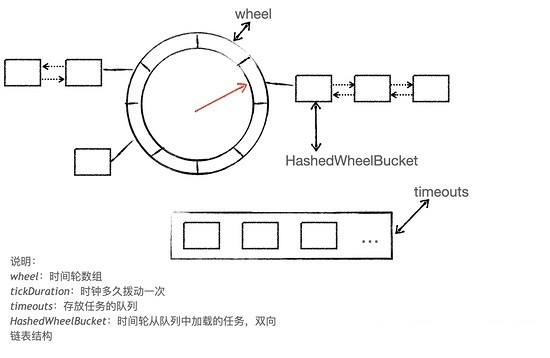 wheel
HashedWheelBucket
timeouts
...
说明：
wheel：时间轮数组
tickDuration：时钟多久拨动一次
timeouts：存放任务的队列
HashedWheelBucket：时间轮从队列中加载的任务，双向
链表结构